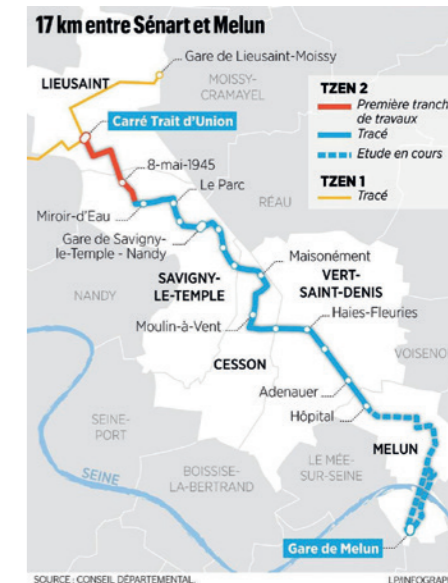 17 km entre Sénart et Melun
Gare de Lieusaint-Moissy
LIEUSAINT
MOISSY-
CRAMAYEL
TZEN 2
Première tranch
de travaux
Tracé
Etude en cours
TZEN 1
Tracé
Carré Trait d'Union
8-mai-1945
Le Parc
RÉAU
Miroir-d'Eau
Gare de Savigny-
le-Temple - Nandy
Maisonément
SAVIGNY-
LE-TEMPLE
VERT-
SAINT-DENIS
NANDY
Moulin-à-Vent
Haies-Fleuries
VOISENO
CESSON
Adenauer
Hôpital
SEINE-
PORT
MELUN
LE MÉE-
SUR-SEINE
BOISSISE-
LA-BERTRAND
SEINE
Gare de Melun
SOURCE : CONSEIL DÉPARTEMENTAL.
LP/INFOGRAP